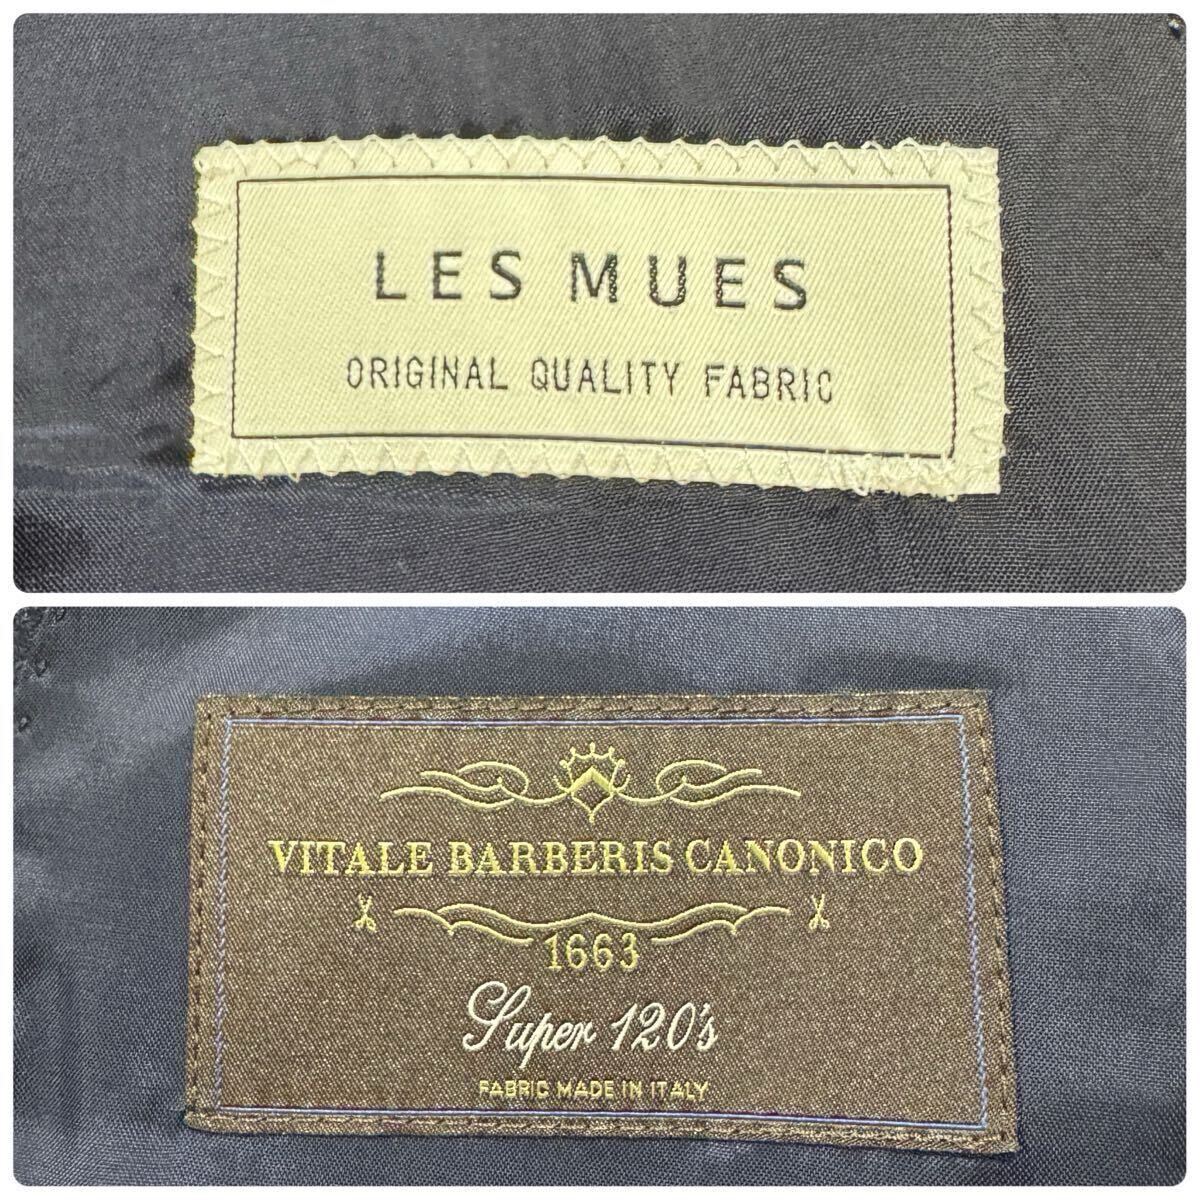 LES MUES
ORIGINAL QUALITY FABRIC
VITALE BARBERIS CANONICO
1663
Super 120's
FABRIC MADE IN ITALY